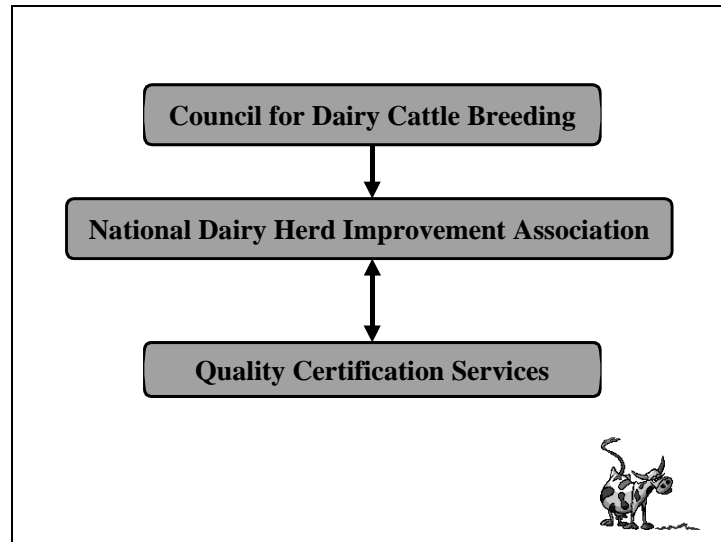 Council for Dairy Cattle Breeding
National Dairy Herd Improvement Association
Quality Certification Services